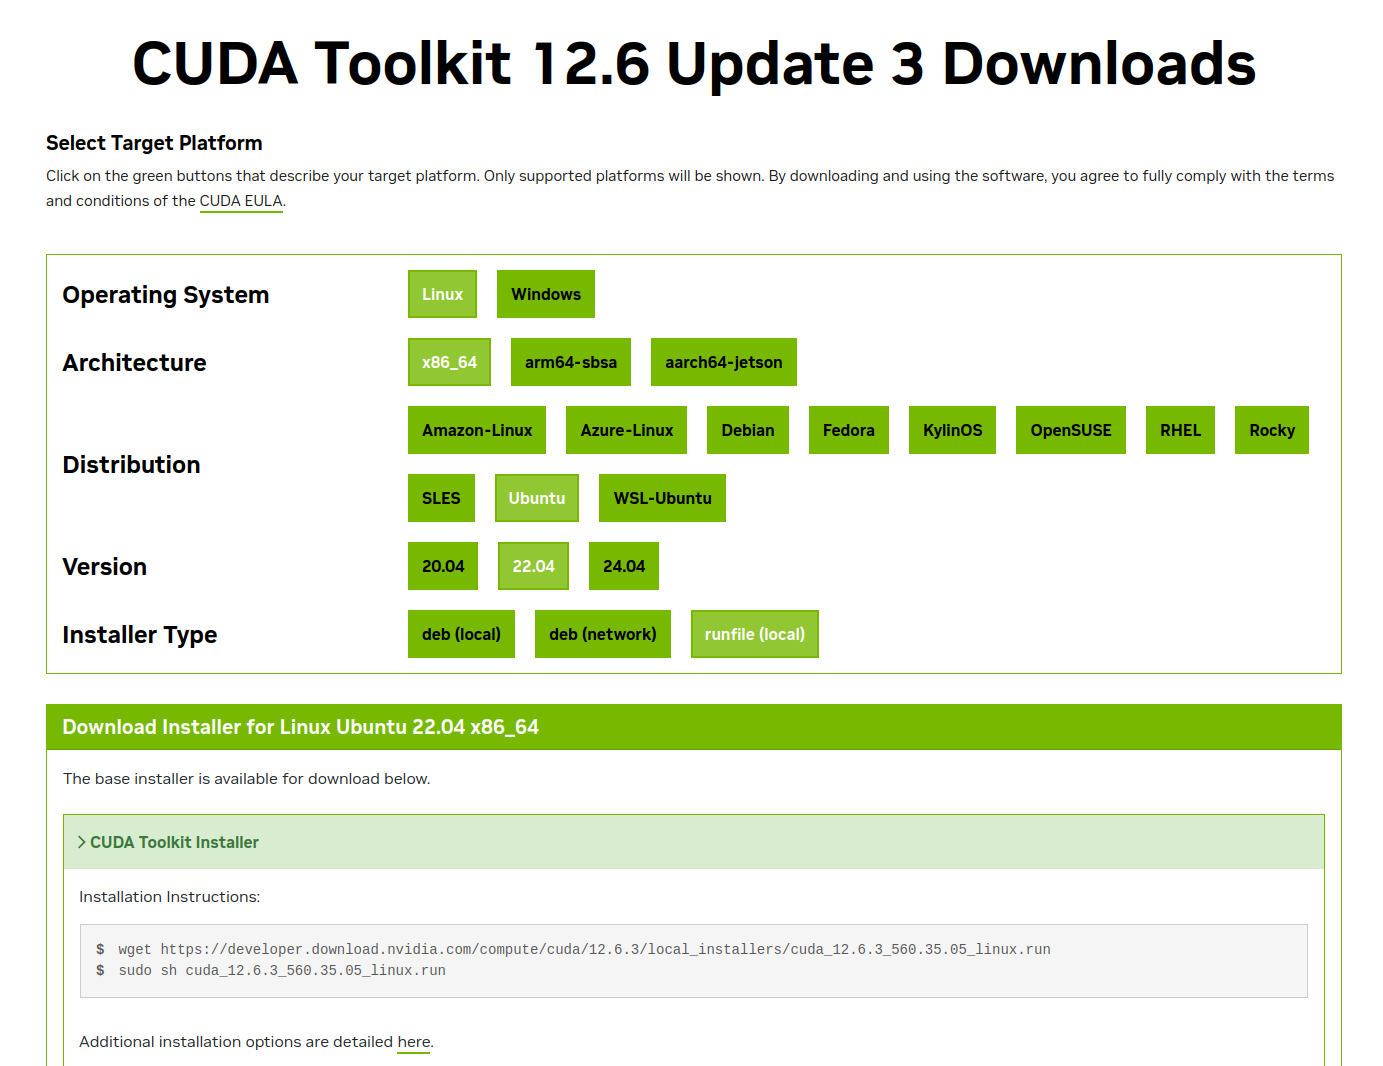 CUDA Toolkit 12.6 Update 3 Downloads
Select Target Platform
Click on the green buttons that describe your target platform. Only supported platforms will be shown. By downloading and using the software, you agree to fully comply with the terms
and conditions of the CUDA EULA.
Operating System
Linux Windows
Architecture
x86_64 arm64-sbsa aarch64-jetson
Distribution
Amazon-Linux Azure-Linux Debian Fedora KylinOS OpenSUSE RHEL Rocky
SLES Ubuntu WSL-Ubuntu
Version
20.04 22.04 24.04
Installer Type
deb (local) deb (network) runfile (local)
Download Installer for Linux Ubuntu 22.04 x86_64
The base installer is available for download below.
> CUDA Toolkit Installer
Installation Instructions:
$ wget https://developer.download.nvidia.com/compute/cuda/12.6.3/local_installers/cuda_12.6.3_560.35.05_linux.run
$ sudo sh cuda_12.6.3_560.35.05_linux.run
Additional installation options are detailed here.